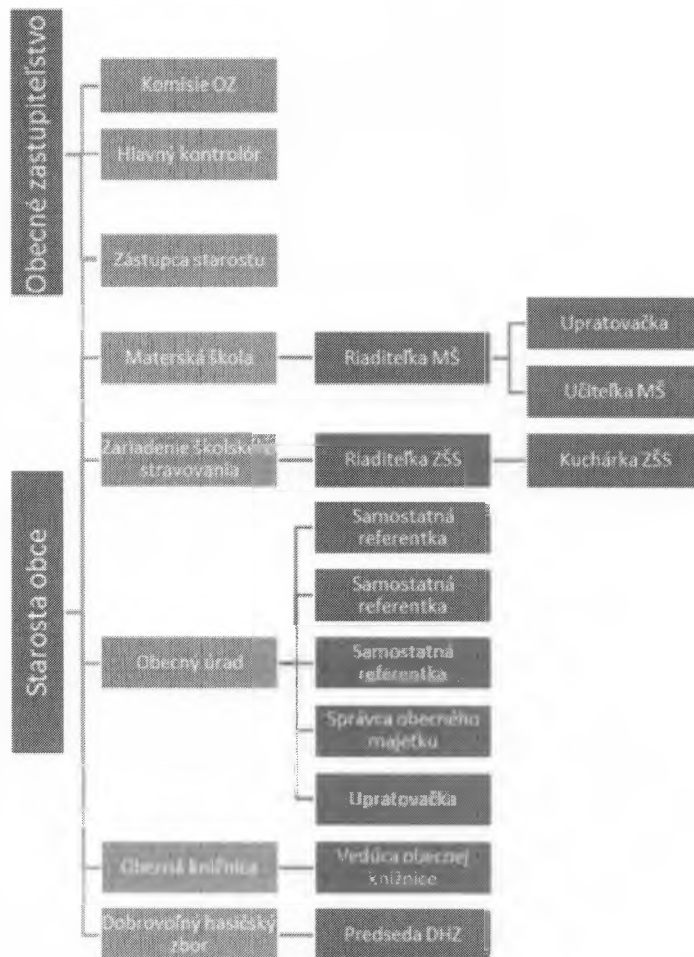 Obecné zastupiteľstvo
Komisie OZ
Hlavný kontrolór
Zástupca starostu
Starosta obce
Materská škola
Riaditeľka MŠ
Upratovačka
Učiteľka MŠ
Zariadenie
stravovania
Riaditeľka ZŠS
Kuchárka ZŠS
Obecný úrad
Samostatná
referentka
Samostatná
referentka
Samostatná
referentka
Správca obecného
majetku
Upratovačka
Obecná knižnica
Vedúca obecnej
knižnice
Dobrovoľný hasičský
zbor
Predseda DHZ